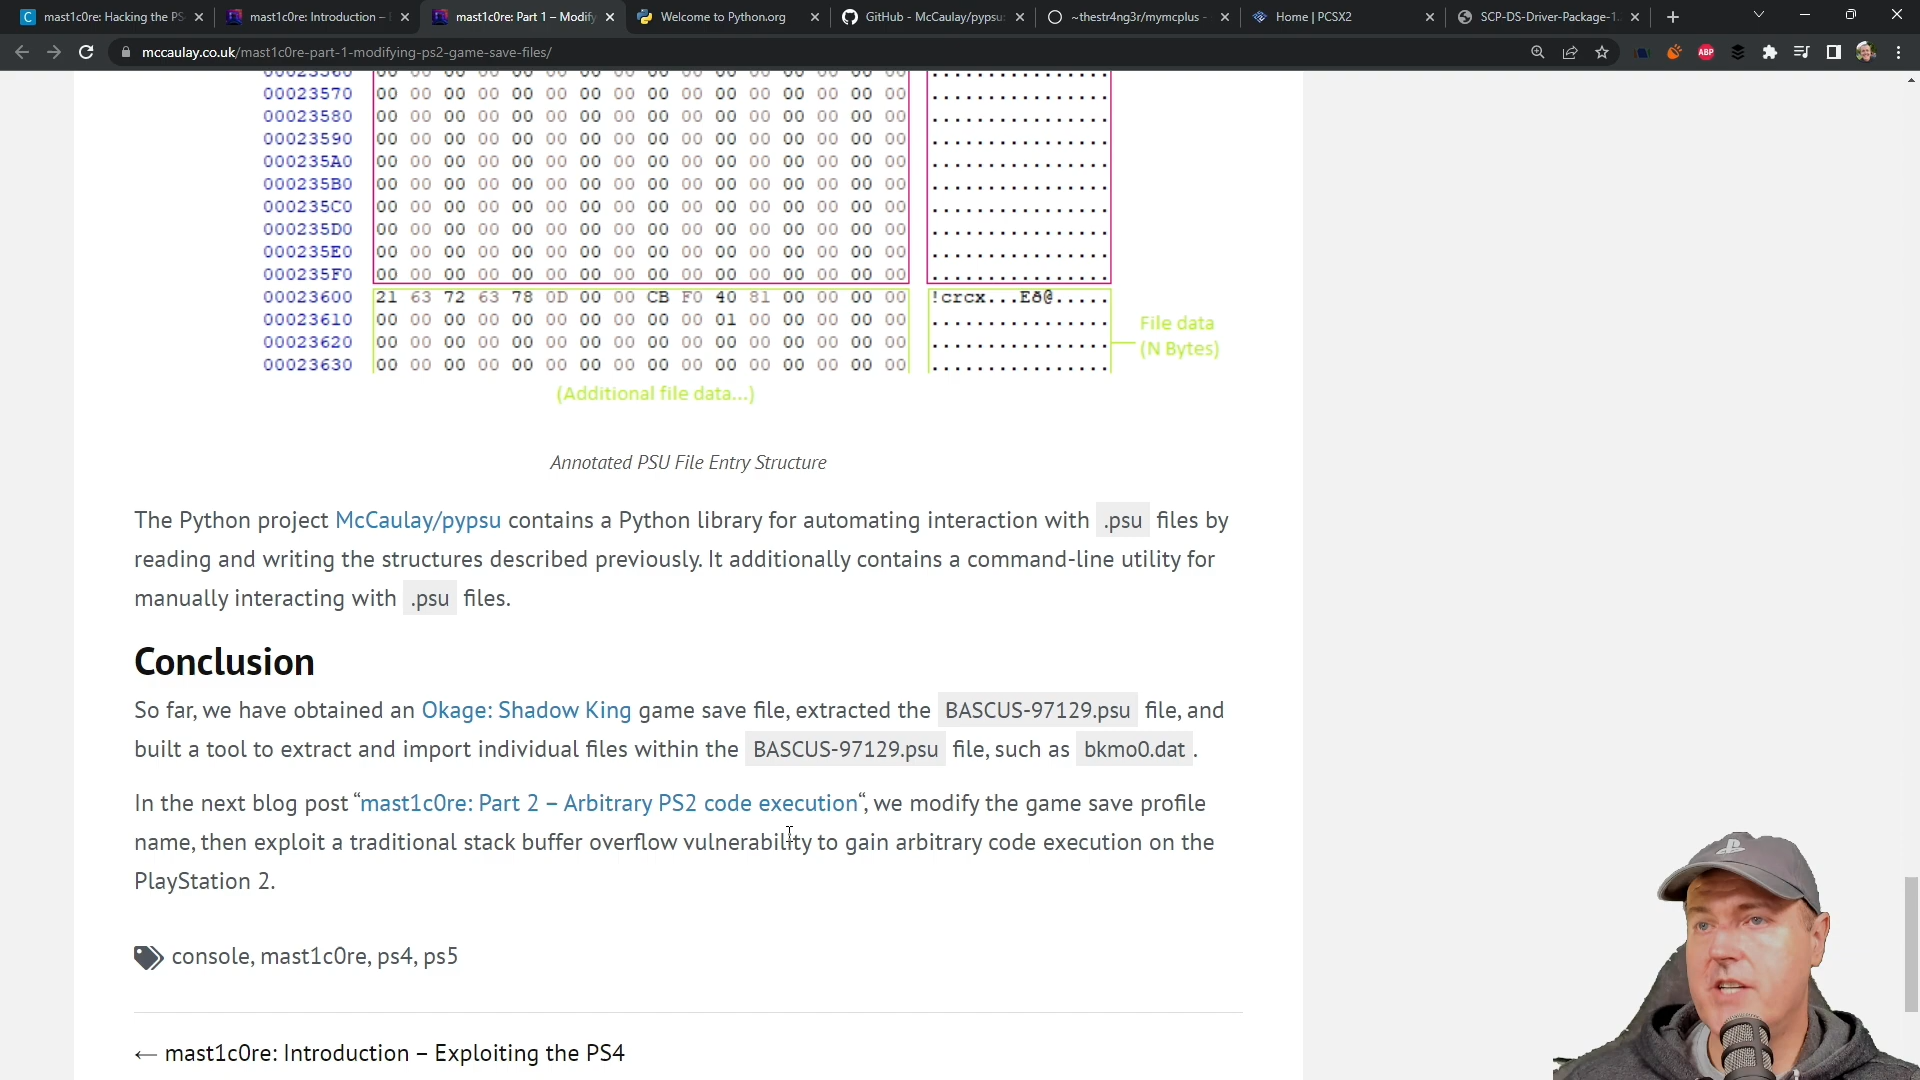 mast1c0re: Hacking the PS
mast1c0re: Introduction –
mast1c0re: Part 1 – Modify
Welcome to Python.org
GitHub - McCaulay/pypsu
~thestr4ng3r/mymcplus -
Home | PCSX2
SCP-DS-Driver-Package-1.
mccaulay.co.uk/mast1c0re-part-1-modifying-ps2-game-save-files/
ABP
00023560 00 00 00 00 00 00 00 00 00 00 00 00 00 00 00 00 ................
00023570 00 00 00 00 00 00 00 00 00 00 00 00 00 00 00 00 ................
00023580 00 00 00 00 00 00 00 00 00 00 00 00 00 00 00 00 ................
00023590 00 00 00 00 00 00 00 00 00 00 00 00 00 00 00 00 ................
000235A0 00 00 00 00 00 00 00 00 00 00 00 00 00 00 00 00 ................
000235B0 00 00 00 00 00 00 00 00 00 00 00 00 00 00 00 00 ................
000235C0 00 00 00 00 00 00 00 00 00 00 00 00 00 00 00 00 ................
000235D0 00 00 00 00 00 00 00 00 00 00 00 00 00 00 00 00 ................
000235E0 00 00 00 00 00 00 00 00 00 00 00 00 00 00 00 00 ................
000235F0 00 00 00 00 00 00 00 00 00 00 00 00 00 00 00 00 ................
00023600 21 63 72 63 78 0D 00 00 CB F0 40 81 00 00 00 00 !crcx...Ëð@.....
00023610 00 00 00 00 00 00 00 00 00 00 01 00 00 00 00 00 ................
00023620 00 00 00 00 00 00 00 00 00 00 00 00 00 00 00 00 ................
00023630 00 00 00 00 00 00 00 00 00 00 00 00 00 00 00 00 ................
File data
(N Bytes)
(Additional file data...)
Annotated PSU File Entry Structure
The Python project McCaulay/pypsu contains a Python library for automating interaction with .psu files by
reading and writing the structures described previously. It additionally contains a command-line utility for
manually interacting with .psu files.
Conclusion
So far, we have obtained an Okage: Shadow King game save file, extracted the BASCUS-97129.psu file, and
built a tool to extract and import individual files within the BASCUS-97129.psu file, such as bkmo0.dat .
In the next blog post “mast1c0re: Part 2 – Arbitrary PS2 code execution“, we modify the game save profile
name, then exploit a traditional stack buffer overflow vulnerability to gain arbitrary code execution on the
PlayStation 2.
console, mast1c0re, ps4, ps5
← mast1c0re: Introduction – Exploiting the PS4